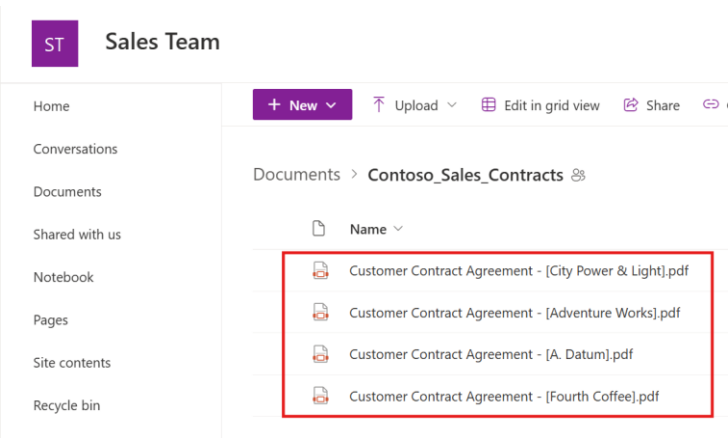 ST Sales Team
Home
+ New Upload Edit in grid view Share
Conversations
Documents > Contoso_Sales_Contracts
Documents
Shared with us
Name
Notebook
Customer Contract Agreement - [City Power & Light].pdf
Pages
Customer Contract Agreement - [Adventure Works].pdf
Site contents
Customer Contract Agreement - [A. Datum].pdf
Recycle bin
Customer Contract Agreement - [Fourth Coffee].pdf